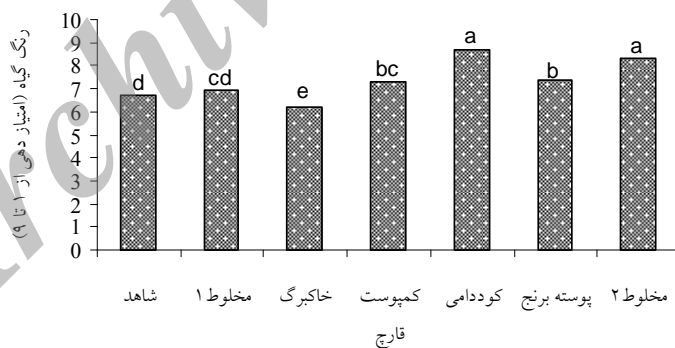 رنگ گیاه (امتیاز دهی از ۱ تا ۹)
10
9
8
7
6
5
4
3
2
1
0
d
cd
e
bc
a
b
a
شاهد
مخلوط ۱
خاکبرگ
کمپوست قارچ
کوددامی
پوسته برنج
مخلوط ۲